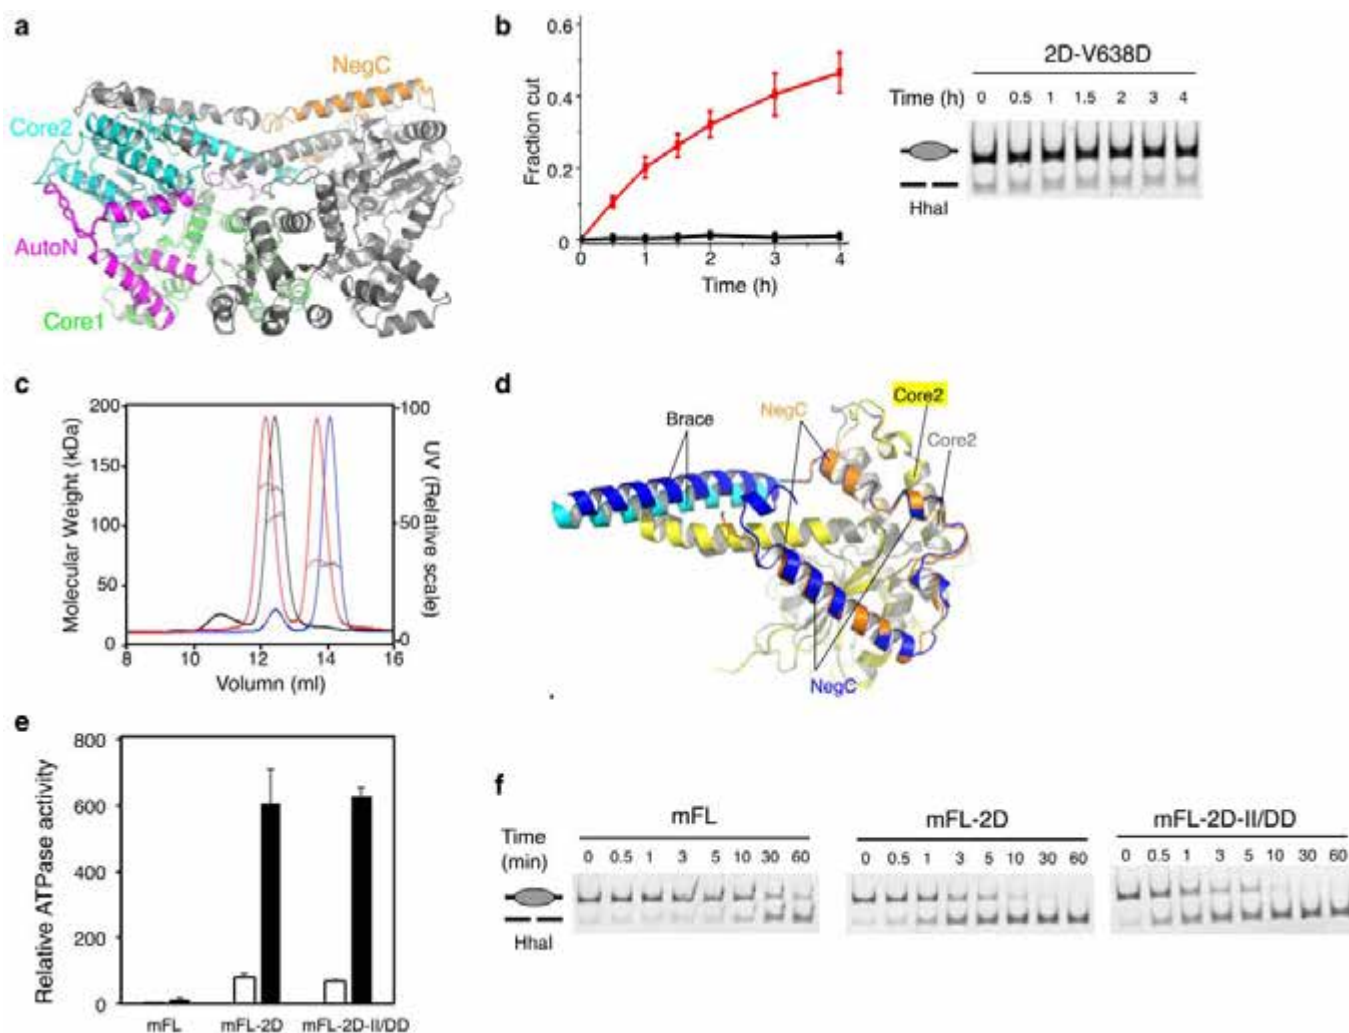 a
NegC
Core2
AutoN
Core1
b
0.6
0.4
0.2
0
Fraction cut
0 1 2 3 4
Time (h)
2D-V638D
Time (h) 0 0.5 1 1.5 2 3 4
HhaI
c
200
150
100
50
0
Molecular Weight (kDa)
100
50
0
UV (Relative scale)
8 10 12 14 16
Volumn (ml)
d
Core2
NegC
Brace
Core2
NegC
e
800
600
400
200
0
Relative ATPase activity
mFL mFL-2D mFL-2D-II/DD
f
mFL mFL-2D mFL-2D-II/DD
Time (min)
0 0.5 1 3 5 10 30 60 0 0.5 1 3 5 10 30 60 0 0.5 1 3 5 10 30 60
HhaI